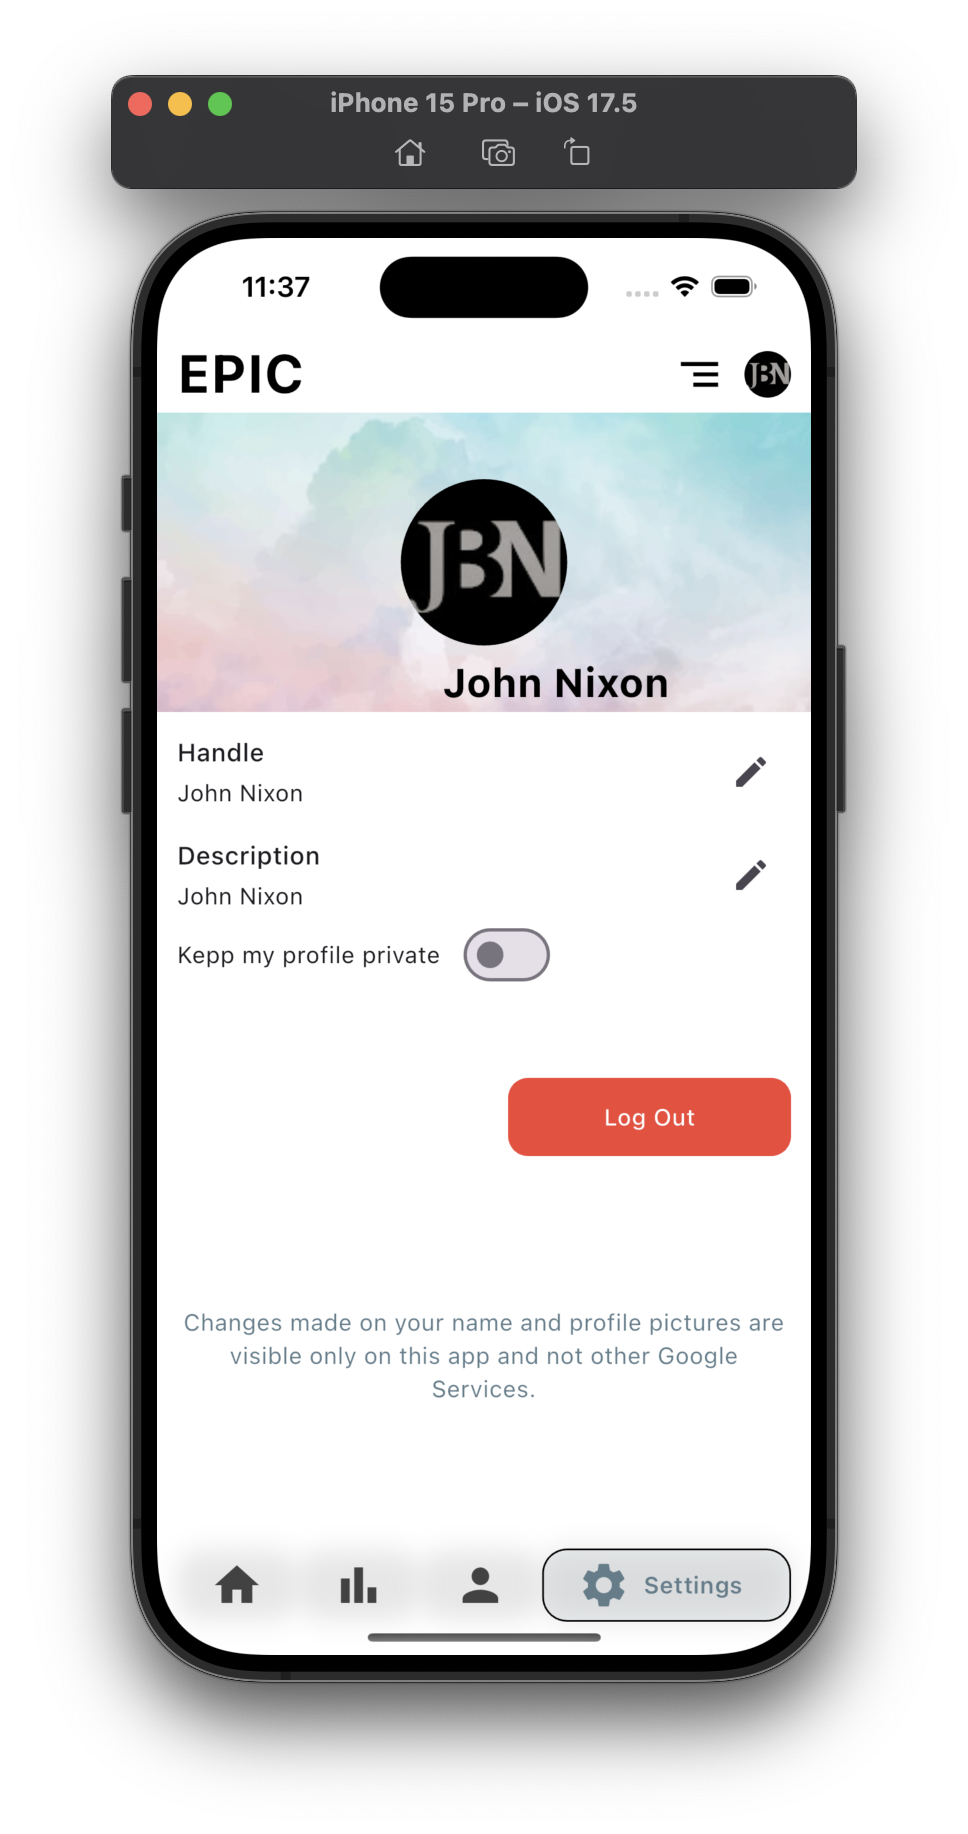 iPhone 15 Pro – iOS 17.5
11:37
EPIC
JBN
JBN
John Nixon
Handle
John Nixon
Description
John Nixon
Kepp my profile private
Log Out
Changes made on your name and profile pictures are
visible only on this app and not other Google
Services.
Settings